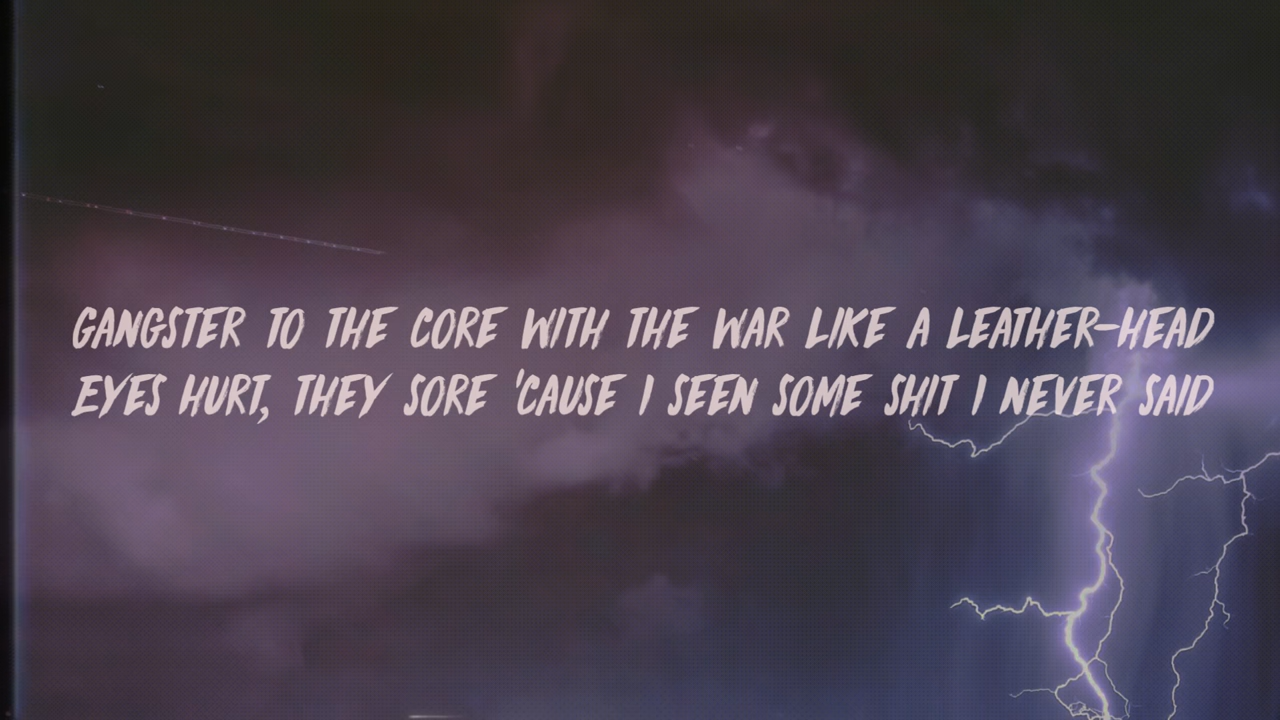 GANGSTER TO THE CORE WITH THE WAR LIKE A LEATHER-HEAD
EYES HURT, THEY SORE 'CAUSE I SEEN SOME SHIT I NEVER SAID